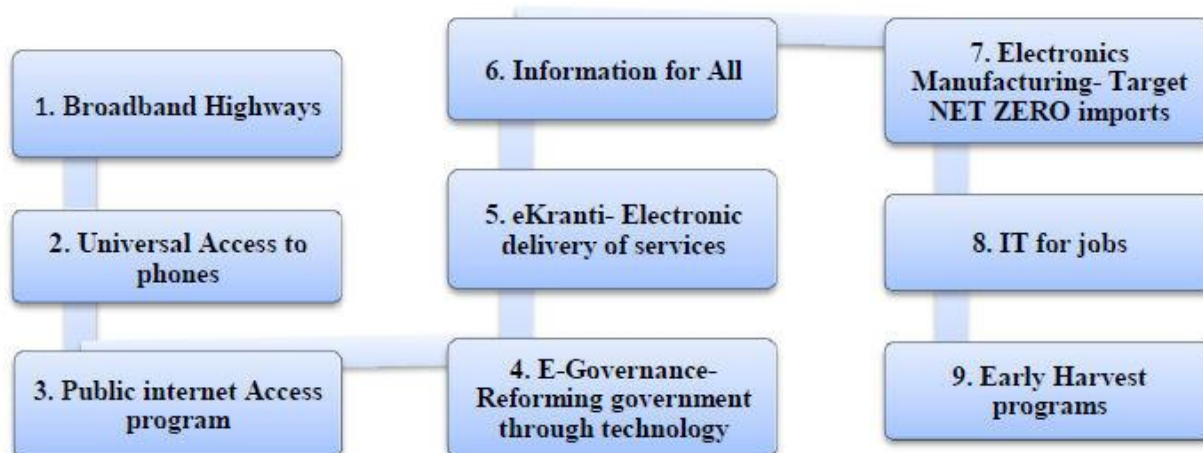 1. Broadband Highways
2. Universal Access to
phones
3. Public internet Access
program
4. E-Governance-
Reforming government
through technology
5. eKranti- Electronic
delivery of services
6. Information for All
7. Electronics
Manufacturing- Target
NET ZERO imports
8. IT for jobs
9. Early Harvest
programs